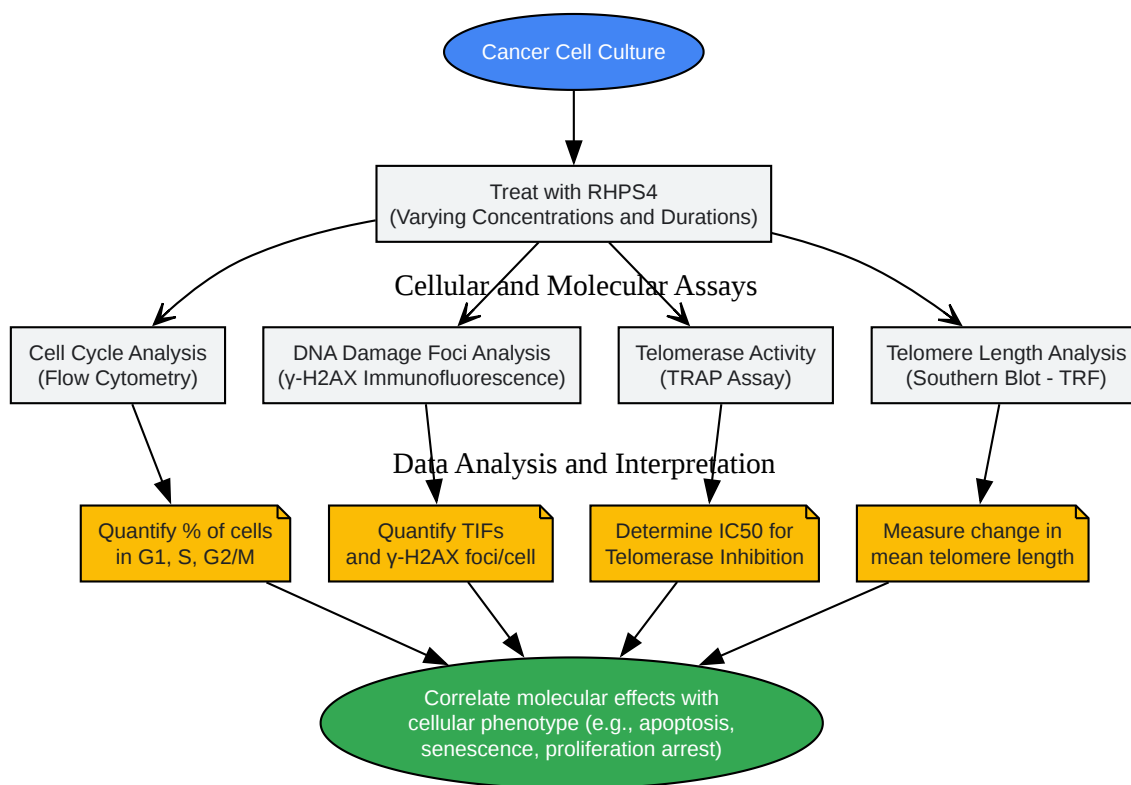 Cancer Cell Culture
Treat with RHPS4
(Varying Concentrations and Durations)
Cellular and Molecular Assays
Cell Cycle Analysis
(Flow Cytometry)
DNA Damage Foci Analysis
(γ-H2AX Immunofluorescence)
Telomerase Activity
(TRAP Assay)
Telomere Length Analysis
(Southern Blot - TRF)
Data Analysis and Interpretation
Quantify % of cells
in G1, S, G2/M
Quantify TIFs
and γ-H2AX foci/cell
Determine IC50 for
Telomerase Inhibition
Measure change in
mean telomere length
Correlate molecular effects with
cellular phenotype (e.g., apoptosis,
senescence, proliferation arrest)